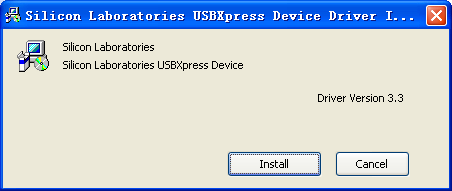 Silicon Laboratories USBXpress Device Driver I...
Silicon Laboratories
Silicon Laboratories USBXpress Device
Driver Version 3.3
Install
Cancel